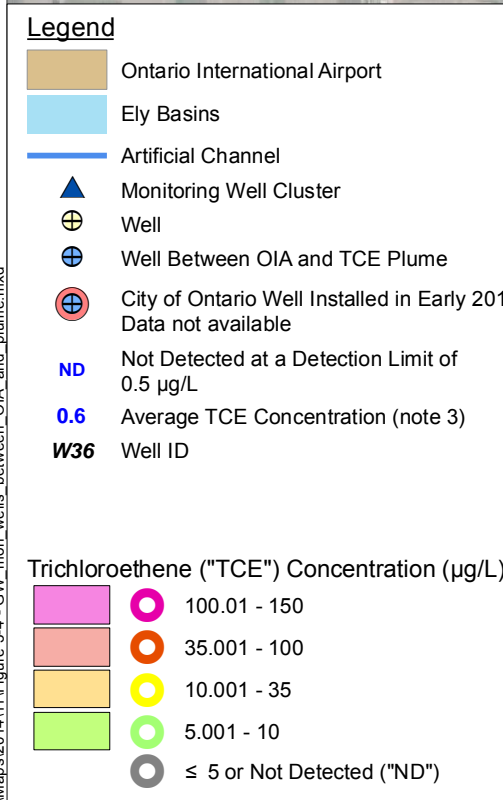 Legend
Ontario International Airport
Ely Basins
Artificial Channel
Monitoring Well Cluster
Well
Well Between OIA and TCE Plume
City of Ontario Well Installed in Early 201
Data not available
ND Not Detected at a Detection Limit of
0.5 µg/L
0.6 Average TCE Concentration (note 3)
W36 Well ID
Trichloroethene ("TCE") Concentration (µg/L)
100.01 - 150
35.001 - 100
10.001 - 35
5.001 - 10
≤ 5 or Not Detected ("ND")